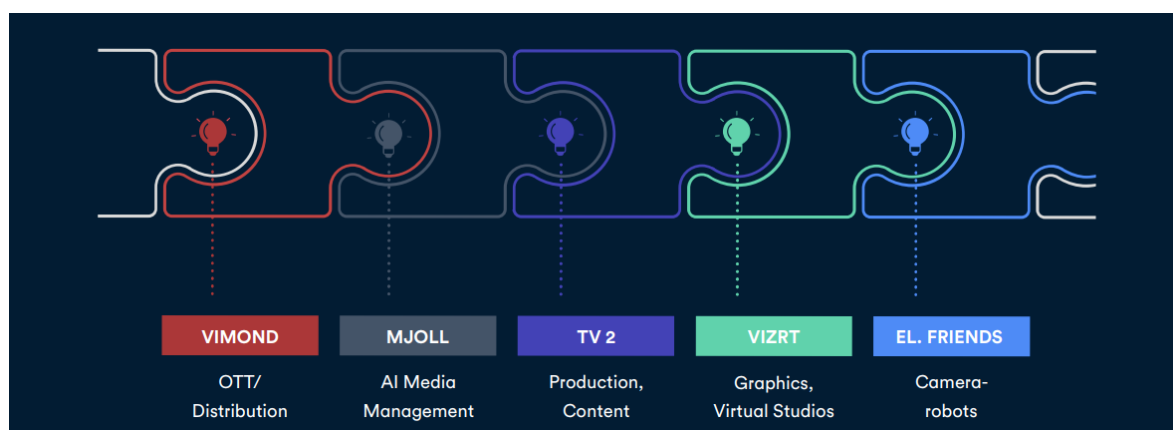 VIMOND
MJOLL
TV 2
VIZRT
EL. FRIENDS
OTT/
Distribution
AI Media
Management
Production,
Content
Graphics,
Virtual Studios
Camera-
robots